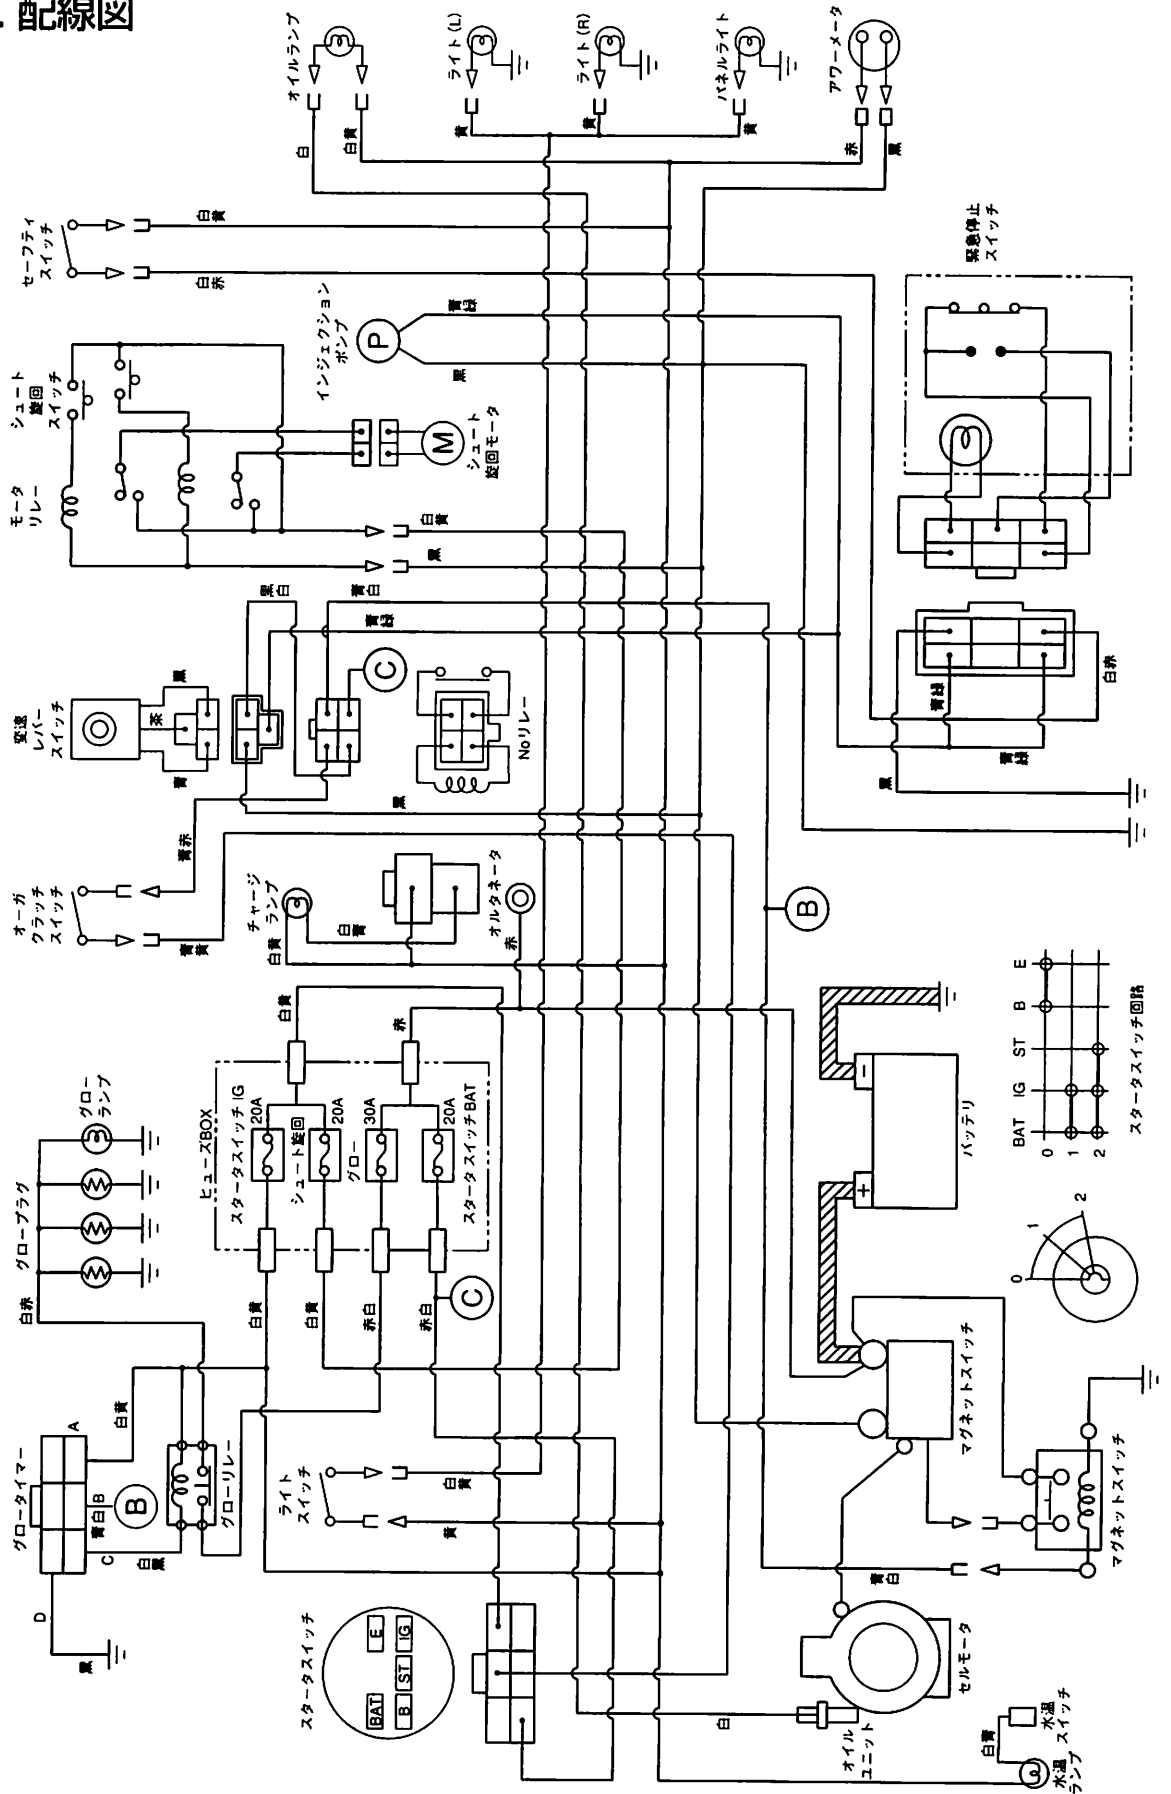 . 配線図
オイルランプ
ライト(L)
ライト(R)
パネルライト
アワーメータ
白
白黄
黄
黄
黄
赤
黒
セーフティ
スイッチ
白黄
白赤
緊急停止
スイッチ
インジェクション
ポンプ
P
青緑
黒
シュート
旋回
スイッチ
モータ
リレー
M
シュート
旋回モータ
白黄
黒
変速
レバー
スイッチ
黒
茶
青
黒白
青白
青緑
C
Noリレー
黒
青緑
青緑
白赤
黒
オーガ
クラッチ
スイッチ
青赤
青黄
チャージ
ランプ
白黄
白青
オルタネータ
赤
B
グロープラグ
グロー
ランプ
白赤
ヒューズBOX
スタータスイッチIG
20A
シュート旋回
20A
グロー
30A
スタータスイッチBAT
20A
白黄
赤
白黄
白黄
赤白
赤白
C
バッテリ
+
-
BAT
IG
ST
B
E
0
1
2
スタータスイッチ回路
0
1
2
グロータイマー
A
B
C
D
白黄
青白
B
白黒
黒
グローリレー
ライト
スイッチ
白黄
黄
マグネットスイッチ
マグネットスイッチ
青白
スタータスイッチ
E
IG
ST
BAT
B
セルモータ
オイル
ユニット
白
白青
水温
スイッチ
水温
ランプ